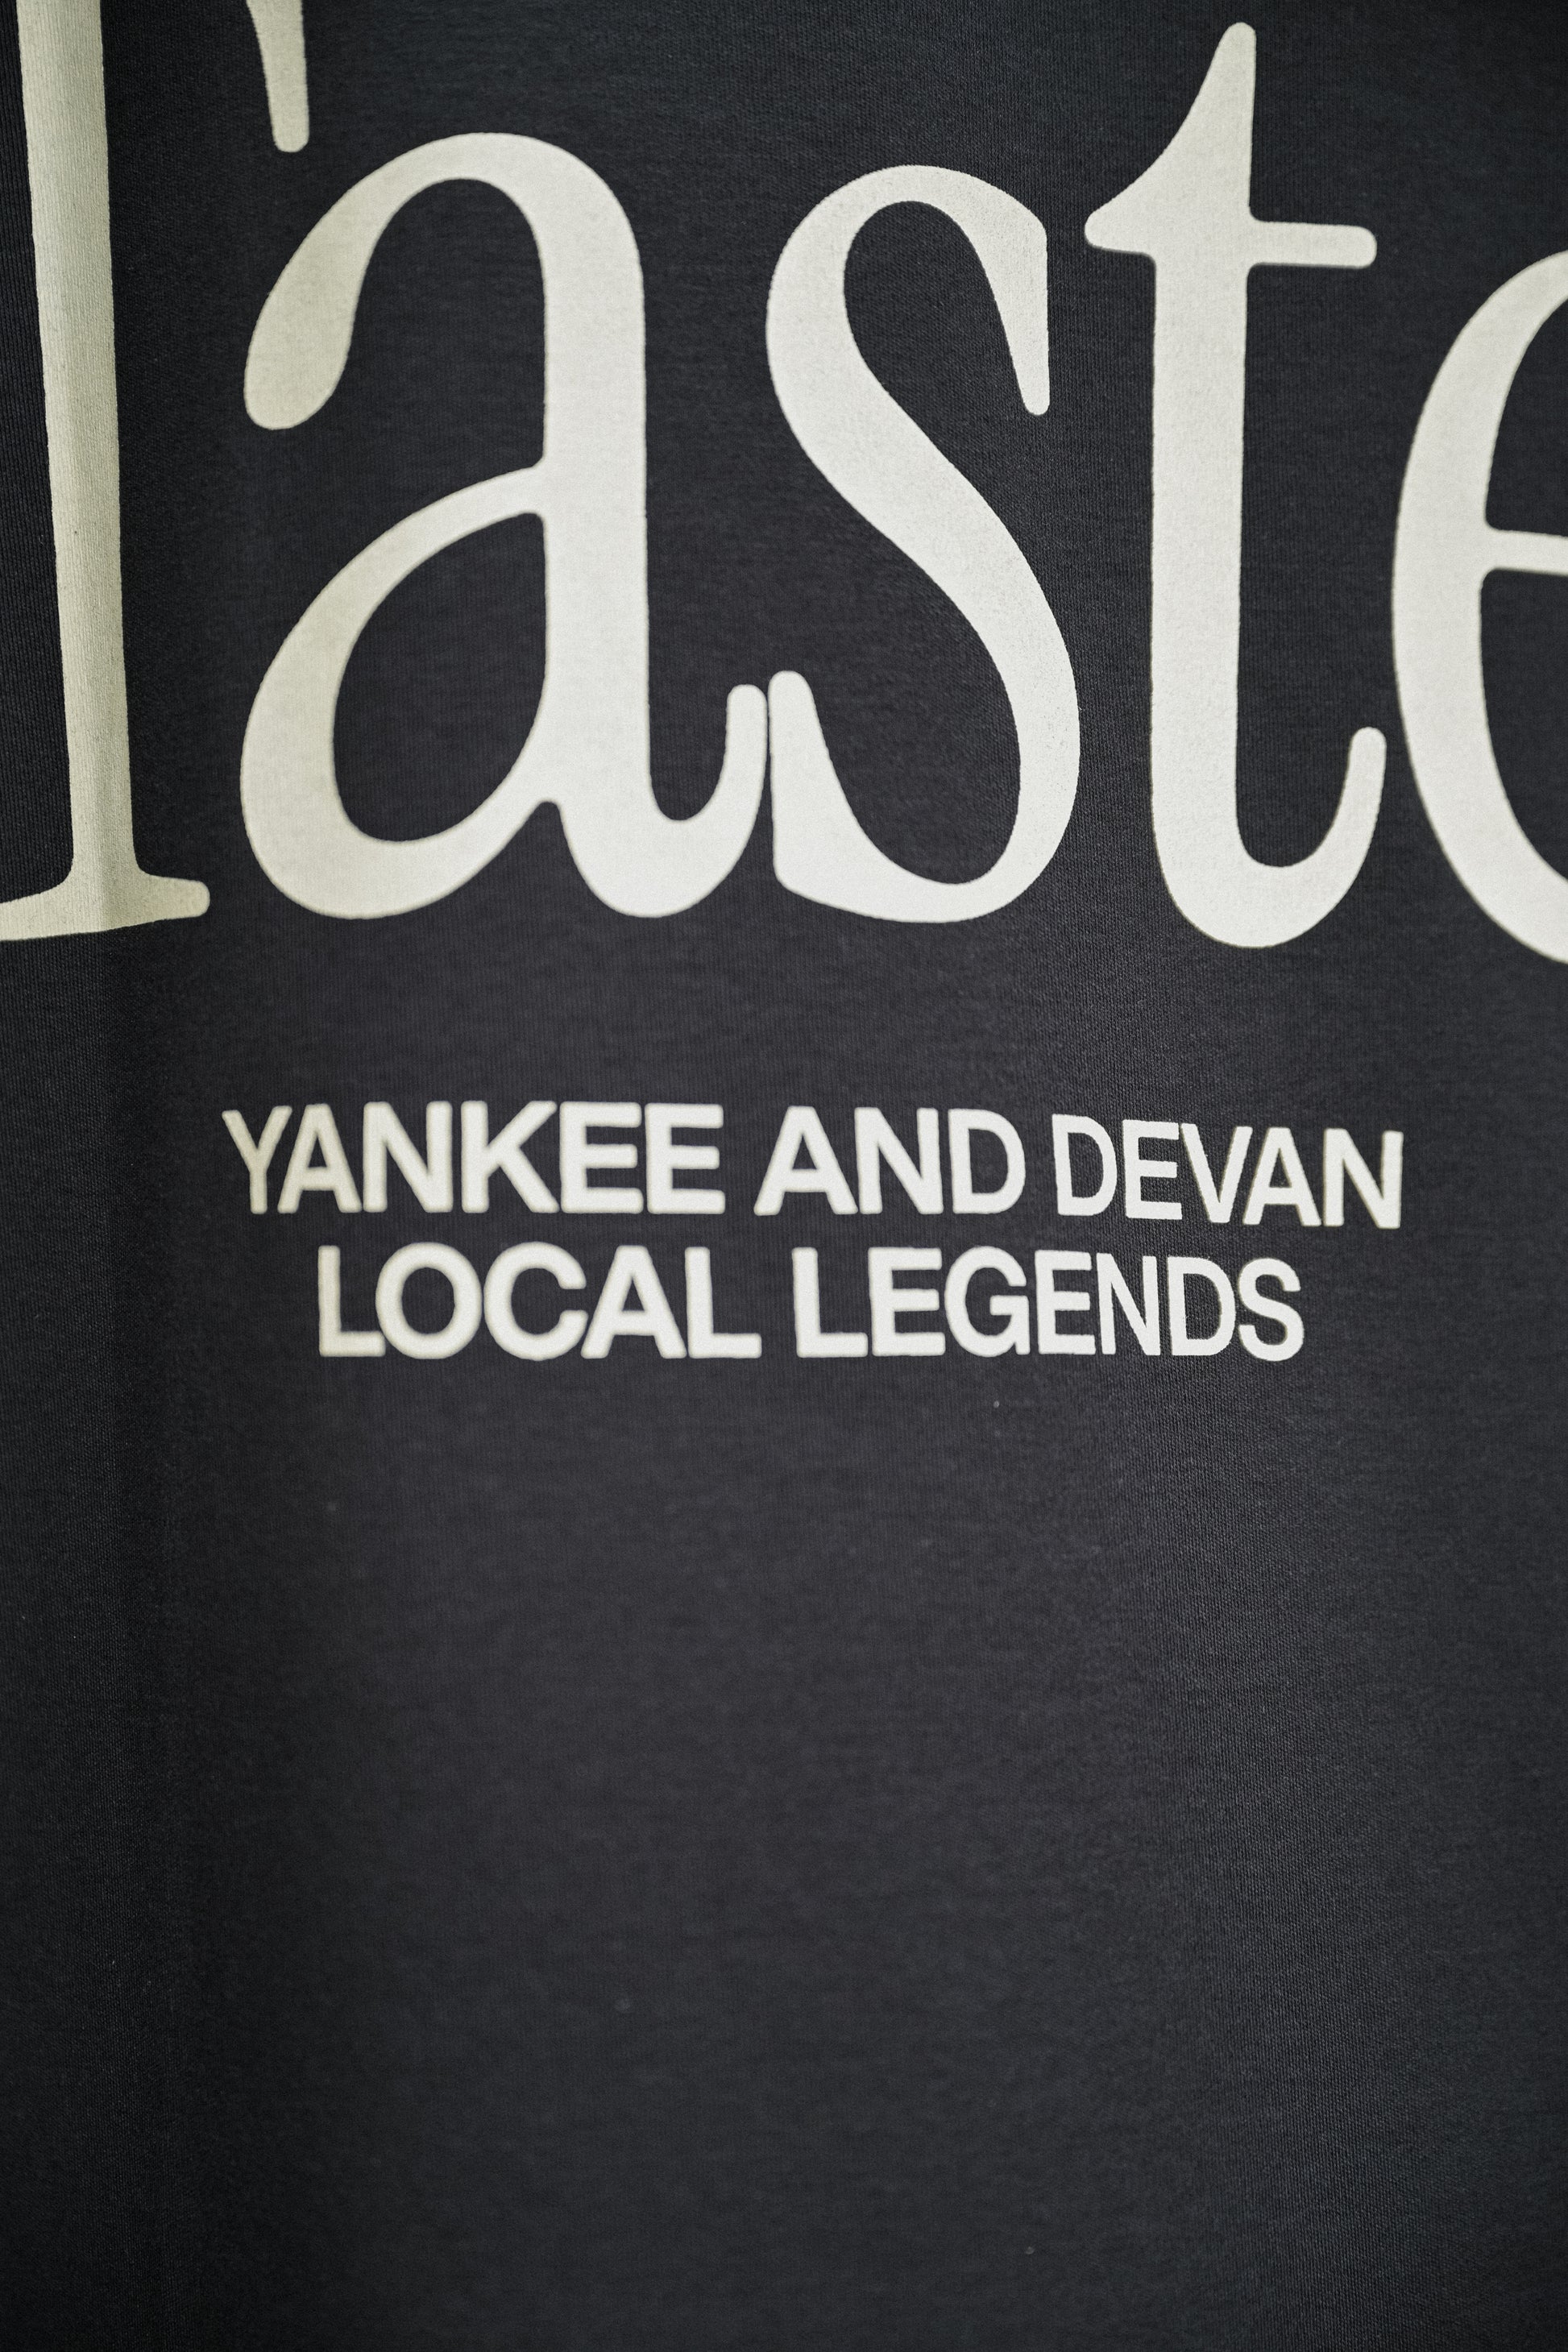 Taste
YANKEE AND DEVAN
LOCAL LEGENDS